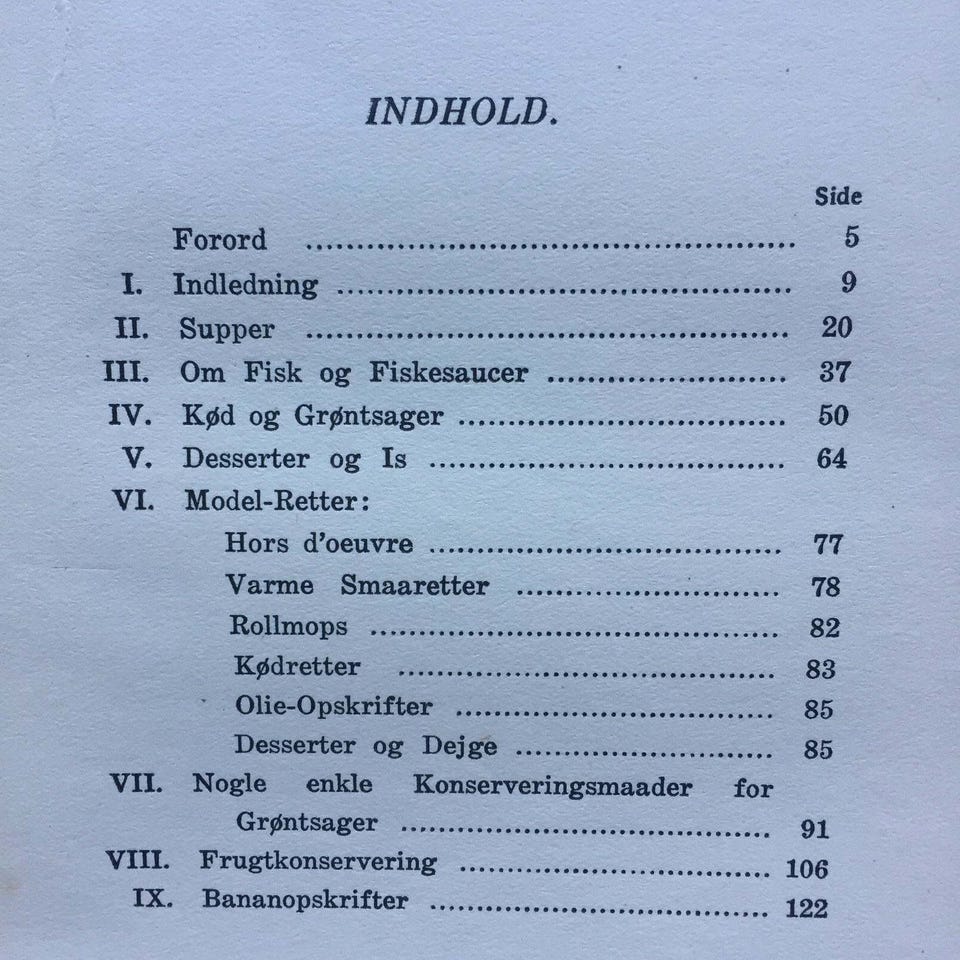 INDHOLD.
Side
Forord ........................................ 5
I. Indledning ........................................ 9
II. Supper ........................................ 20
III. Om Fisk og Fiskesaucer .................... 37
IV. Kød og Grøntsager ............................ 50
V. Desserter og Is ................................ 64
VI. Model-Retter:
Hors d'oeuvre ................................ 77
Varme Smaaretter ........................ 78
Rollmops ........................................ 82
Kødretter .................................... 83
Olie-Opskrifter ............................ 85
Desserter og Dejge ........................ 85
VII. Nogle enkle Konserveringsmaader for
Grøntsager .................................... 91
VIII. Frugtkonservering ............................ 106
IX. Bananopskrifter ................................ 122